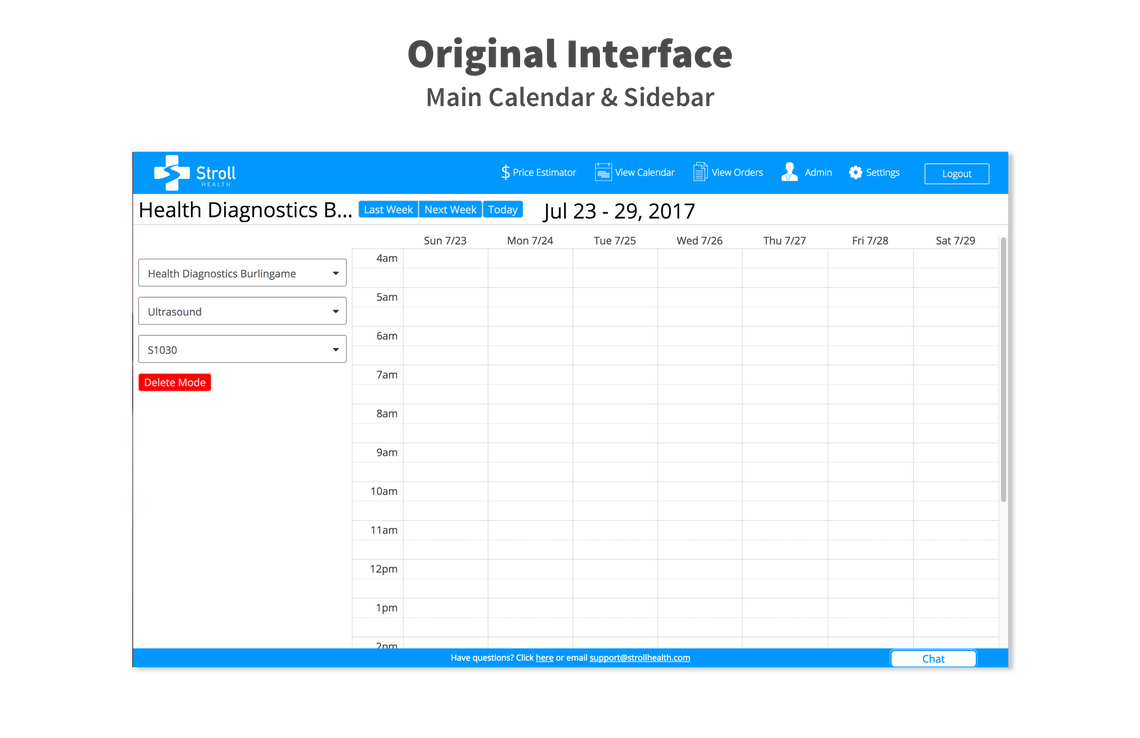 Original Interface
Main Calendar & Sidebar
Stroll
HEALTH
$ Price Estimator
View Calendar
View Orders
Admin
Settings
Logout
Health Diagnostics B...
Last Week
Next Week
Today
Jul 23 - 29, 2017
Sun 7/23
Mon 7/24
Tue 7/25
Wed 7/26
Thu 7/27
Fri 7/28
Sat 7/29
Health Diagnostics Burlingame
Ultrasound
S1030
Delete Mode
4am
5am
6am
7am
8am
9am
10am
11am
12pm
1pm
2pm
Have questions? Click here or email support@strollhealth.com
Chat